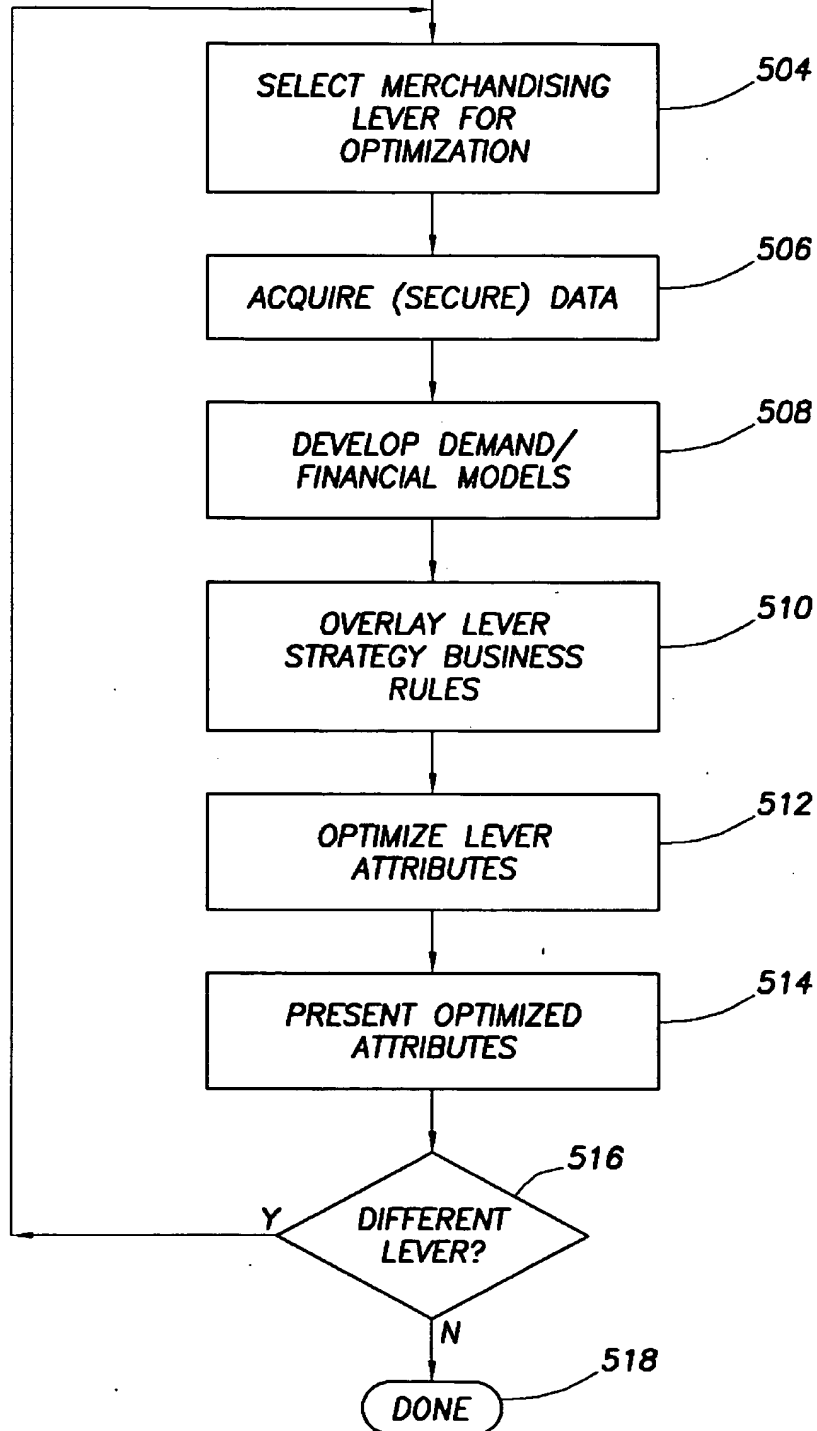 504
SELECT MERCHANDISING
LEVER FOR
OPTIMIZATION
506
ACQUIRE (SECURE) DATA
508
DEVELOP DEMAND/
FINANCIAL MODELS
510
OVERLAY LEVER
STRATEGY BUSINESS
RULES
512
OPTIMIZE LEVER
ATTRIBUTES
514
PRESENT OPTIMIZED
ATTRIBUTES
516
Y
DIFFERENT
LEVER?
N
518
DONE